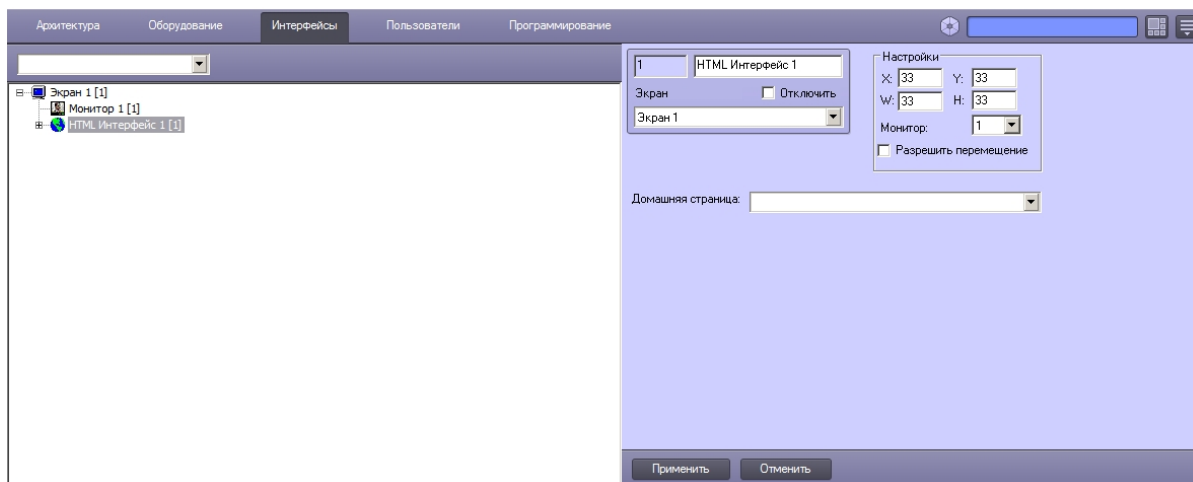 Архитектура Оборудование Интерфейсы Пользователи Программирование
Экран 1 [1]
Монитор 1 [1]
HTML Интерфейс 1 [1]
1 HTML Интерфейс 1
Экран Отключить
Экран 1
Настройки
X: 33 Y: 33
W: 33 H: 33
Монитор: 1
Разрешить перемещение
Домашняя страница:
Применить Отменить